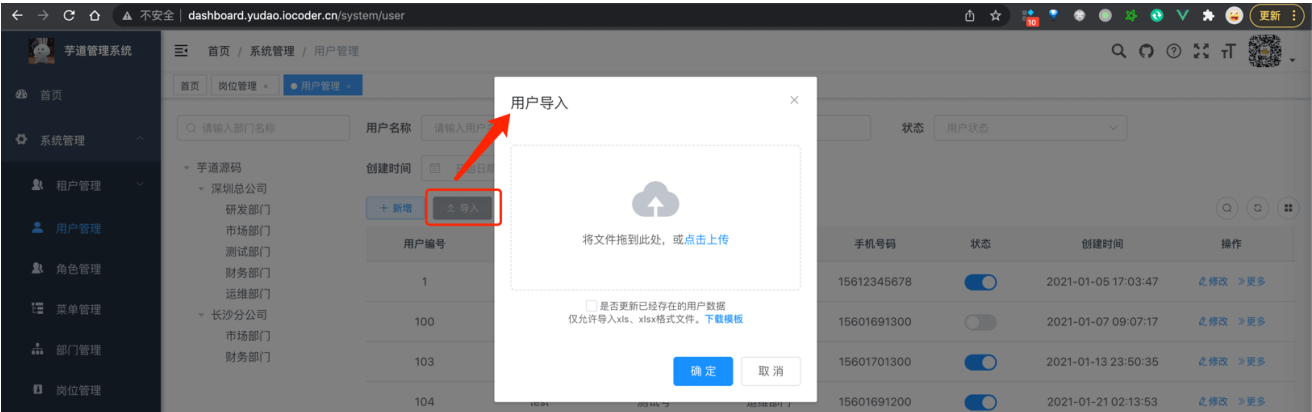 不安全 | dashboard.yudao.iocoder.cn/system/user
10
更新
芋道管理系统
首页 / 系统管理 / 用户管理
首页
岗位管理 ×
用户管理 ×
首页
系统管理
租户管理
用户管理
角色管理
菜单管理
部门管理
岗位管理
请输入部门名称
芋道源码
深圳总公司
研发部门
市场部门
测试部门
财务部门
运维部门
长沙分公司
市场部门
财务部门
用户名称
请输入用户
状态
用户状态
创建时间
开始日期
+ 新增
导入
用户编号
手机号码
状态
创建时间
操作
1
15612345678
2021-01-05 17:03:47
修改
更多
100
15601691300
2021-01-07 09:07:17
修改
更多
103
15601701300
2021-01-13 23:50:35
修改
更多
104
test
测试号
运维部门
15601691200
2021-01-21 02:13:53
修改
更多
用户导入
×
将文件拖到此处，或点击上传
是否更新已经存在的用户数据
仅允许导入xls、xlsx格式文件。下载模板
确 定
取 消